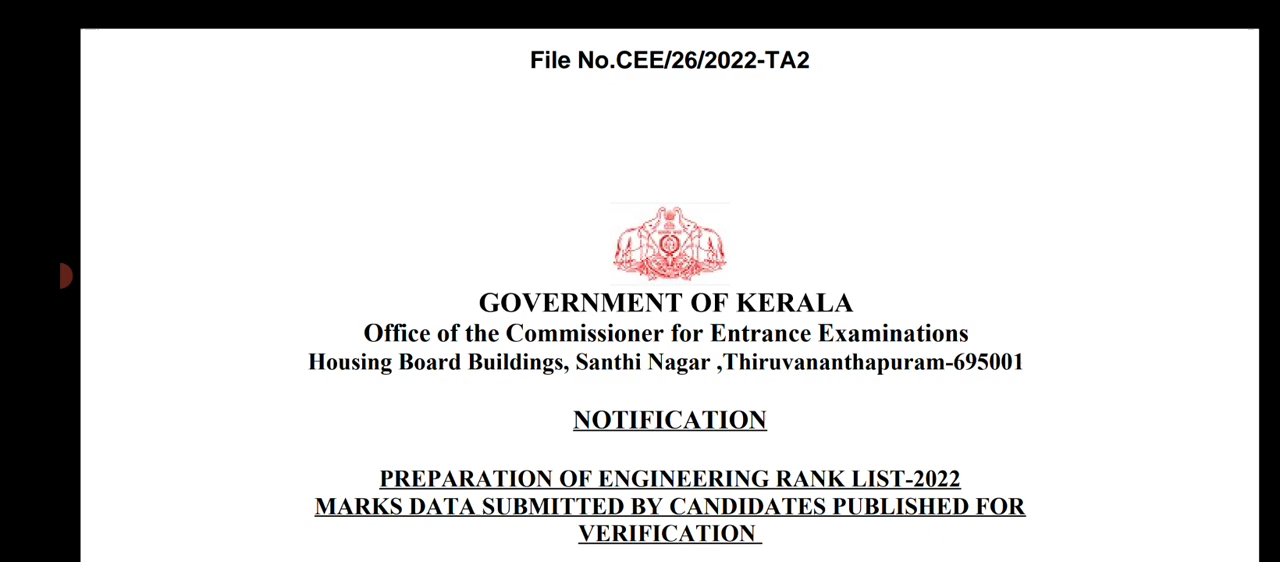 File No.CEE/26/2022-TA2
GOVERNMENT OF KERALA
Office of the Commissioner for Entrance Examinations
Housing Board Buildings, Santhi Nagar ,Thiruvananthapuram-695001
NOTIFICATION
PREPARATION OF ENGINEERING RANK LIST-2022
MARKS DATA SUBMITTED BY CANDIDATES PUBLISHED FOR
VERIFICATION